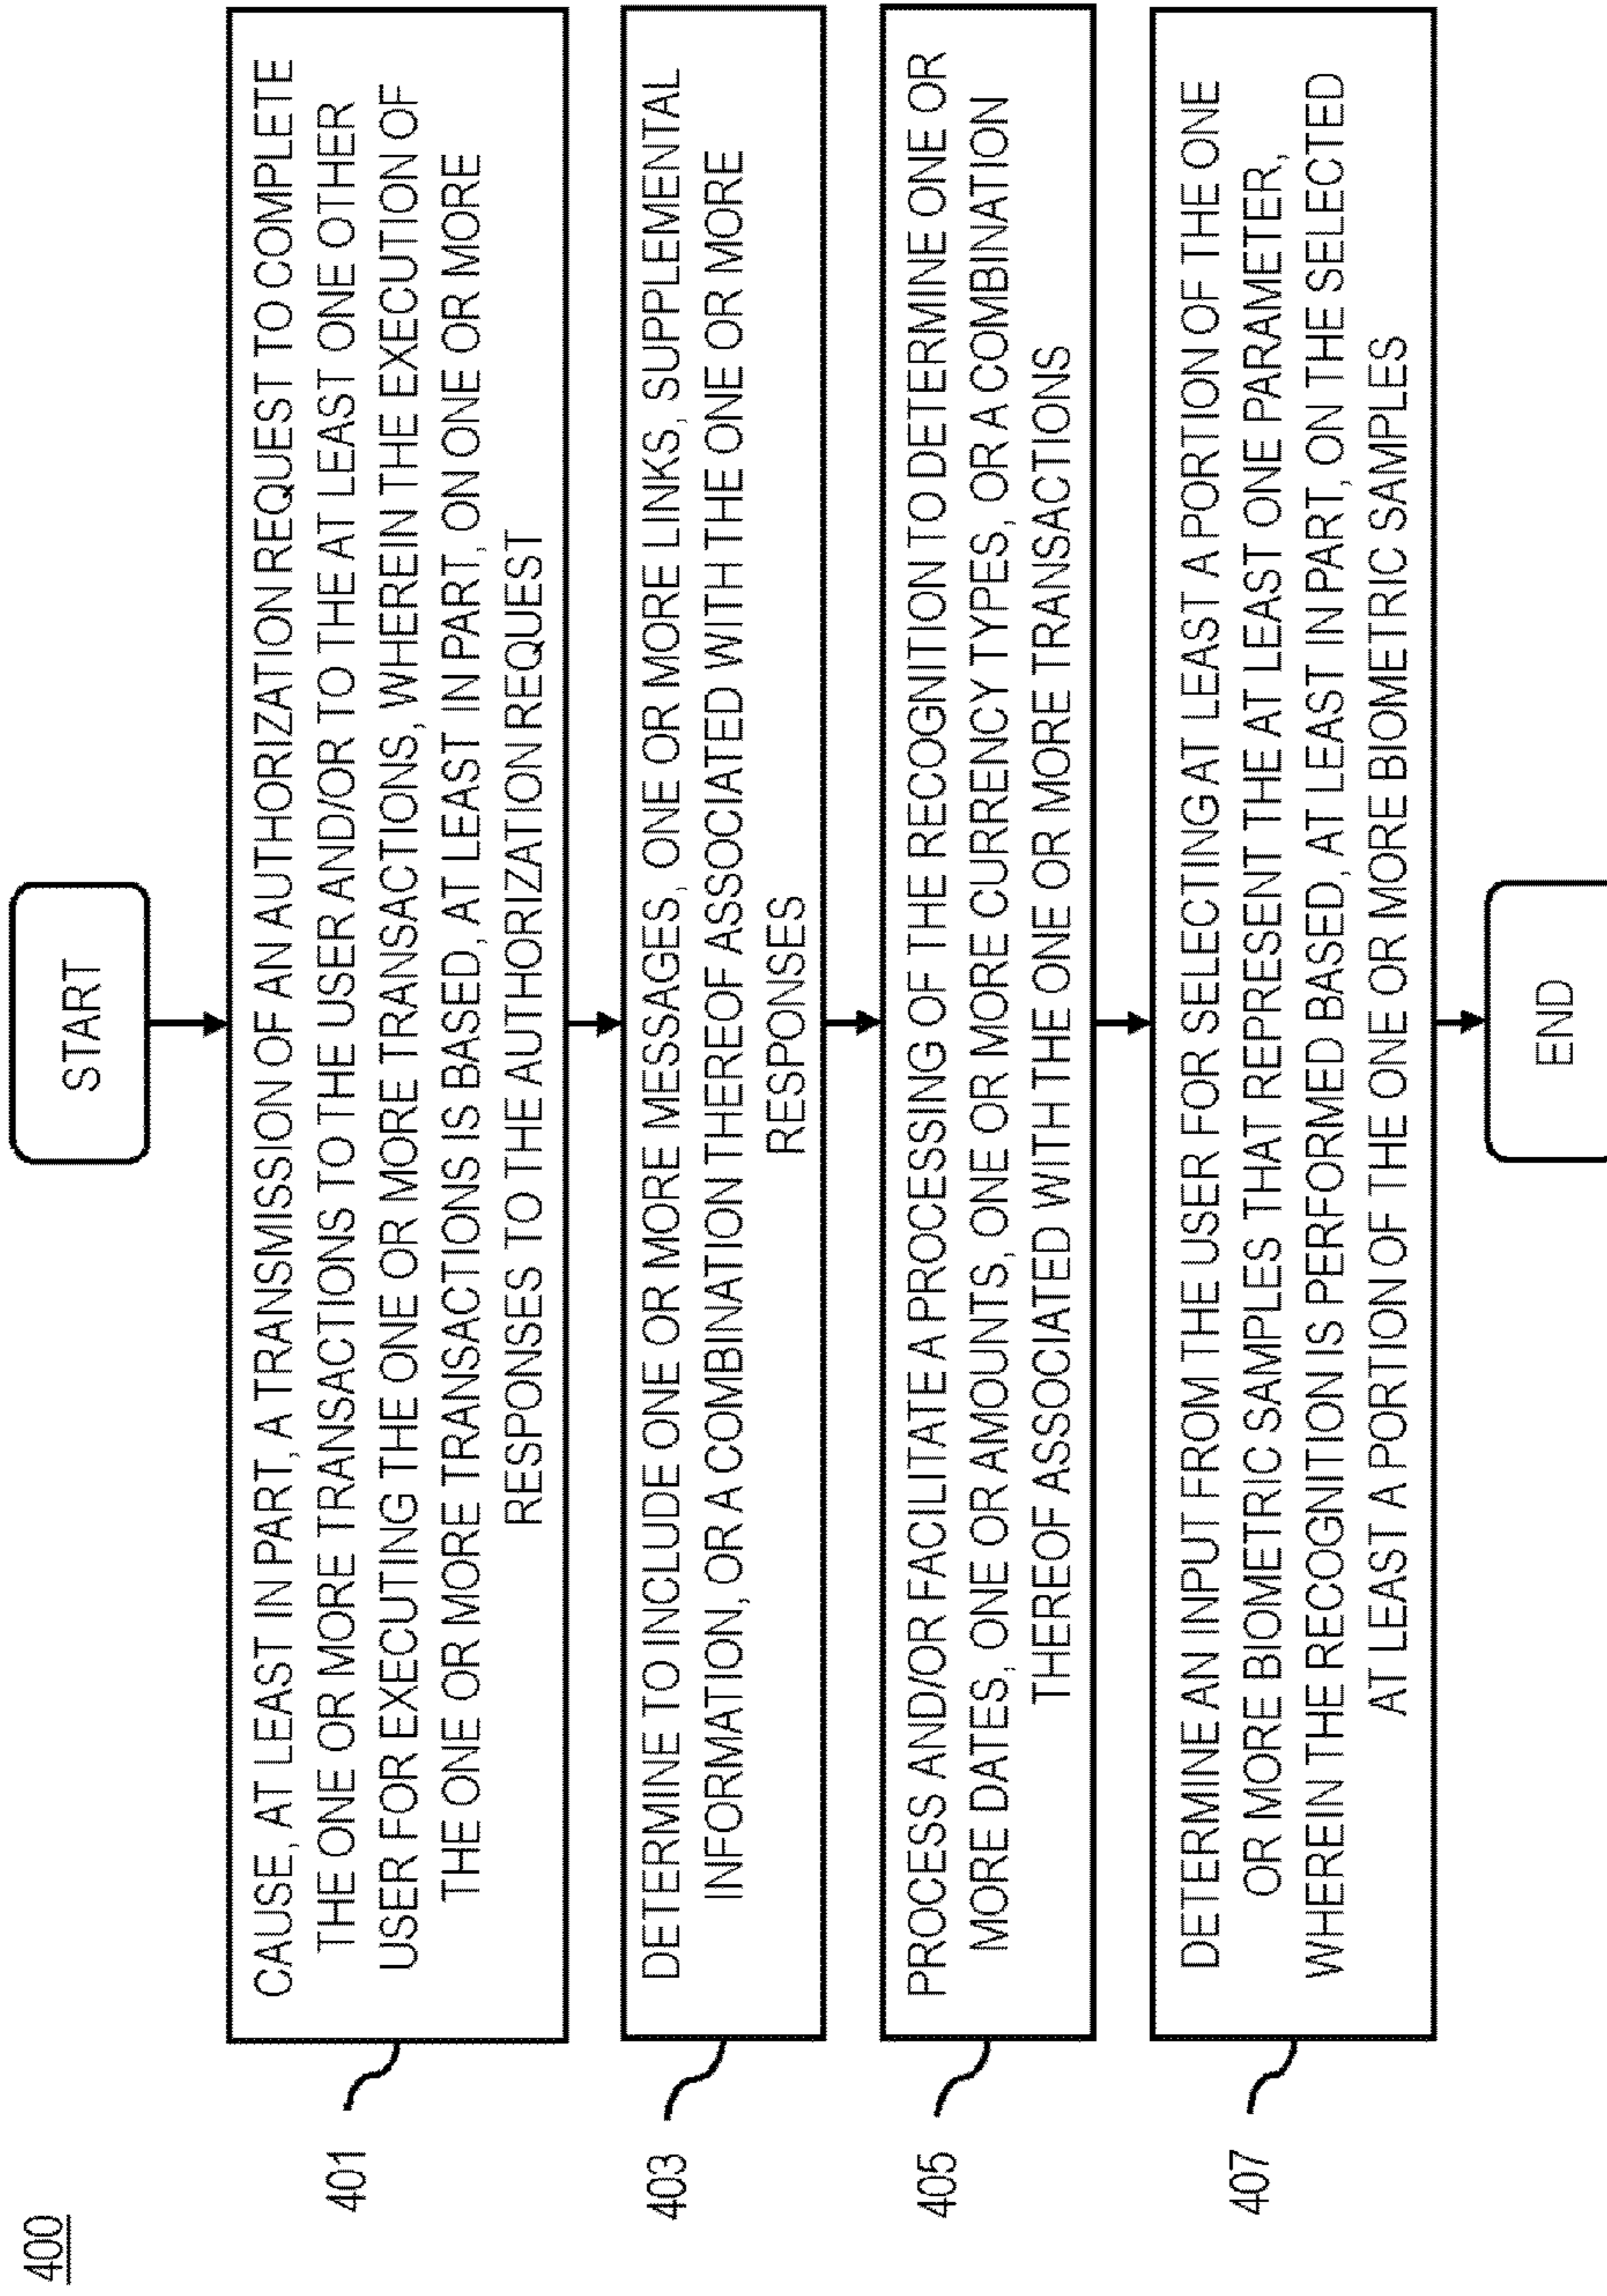 400
START
401
CAUSE, AT LEAST IN PART, A TRANSMISSION OF AN AUTHORIZATION REQUEST TO COMPLETE
THE ONE OR MORE TRANSACTIONS TO THE USER AND/OR TO THE AT LEAST ONE OTHER
USER FOR EXECUTING THE ONE OR MORE TRANSACTIONS, WHEREIN THE EXECUTION OF
THE ONE OR MORE TRANSACTIONS IS BASED, AT LEAST IN PART, ON ONE OR MORE
RESPONSES TO THE AUTHORIZATION REQUEST
403
DETERMINE TO INCLUDE ONE OR MORE MESSAGES, ONE OR MORE LINKS, SUPPLEMENTAL
INFORMATION, OR A COMBINATION THEREOF ASSOCIATED WITH THE ONE OR MORE
RESPONSES
405
PROCESS AND/OR FACILITATE A PROCESSING OF THE RECOGNITION TO DETERMINE ONE OR
MORE DATES, ONE OR AMOUNTS, ONE OR MORE CURRENCY TYPES, OR A COMBINATION
THEREOF ASSOCIATED WITH THE ONE OR MORE TRANSACTIONS
407
DETERMINE AN INPUT FROM THE USER FOR SELECTING AT LEAST A PORTION OF THE ONE
OR MORE BIOMETRIC SAMPLES THAT REPRESENT THE AT LEAST ONE PARAMETER,
WHEREIN THE RECOGNITION IS PERFORMED BASED, AT LEAST IN PART, ON THE SELECTED
AT LEAST A PORTION OF THE ONE OR MORE BIOMETRIC SAMPLES
END